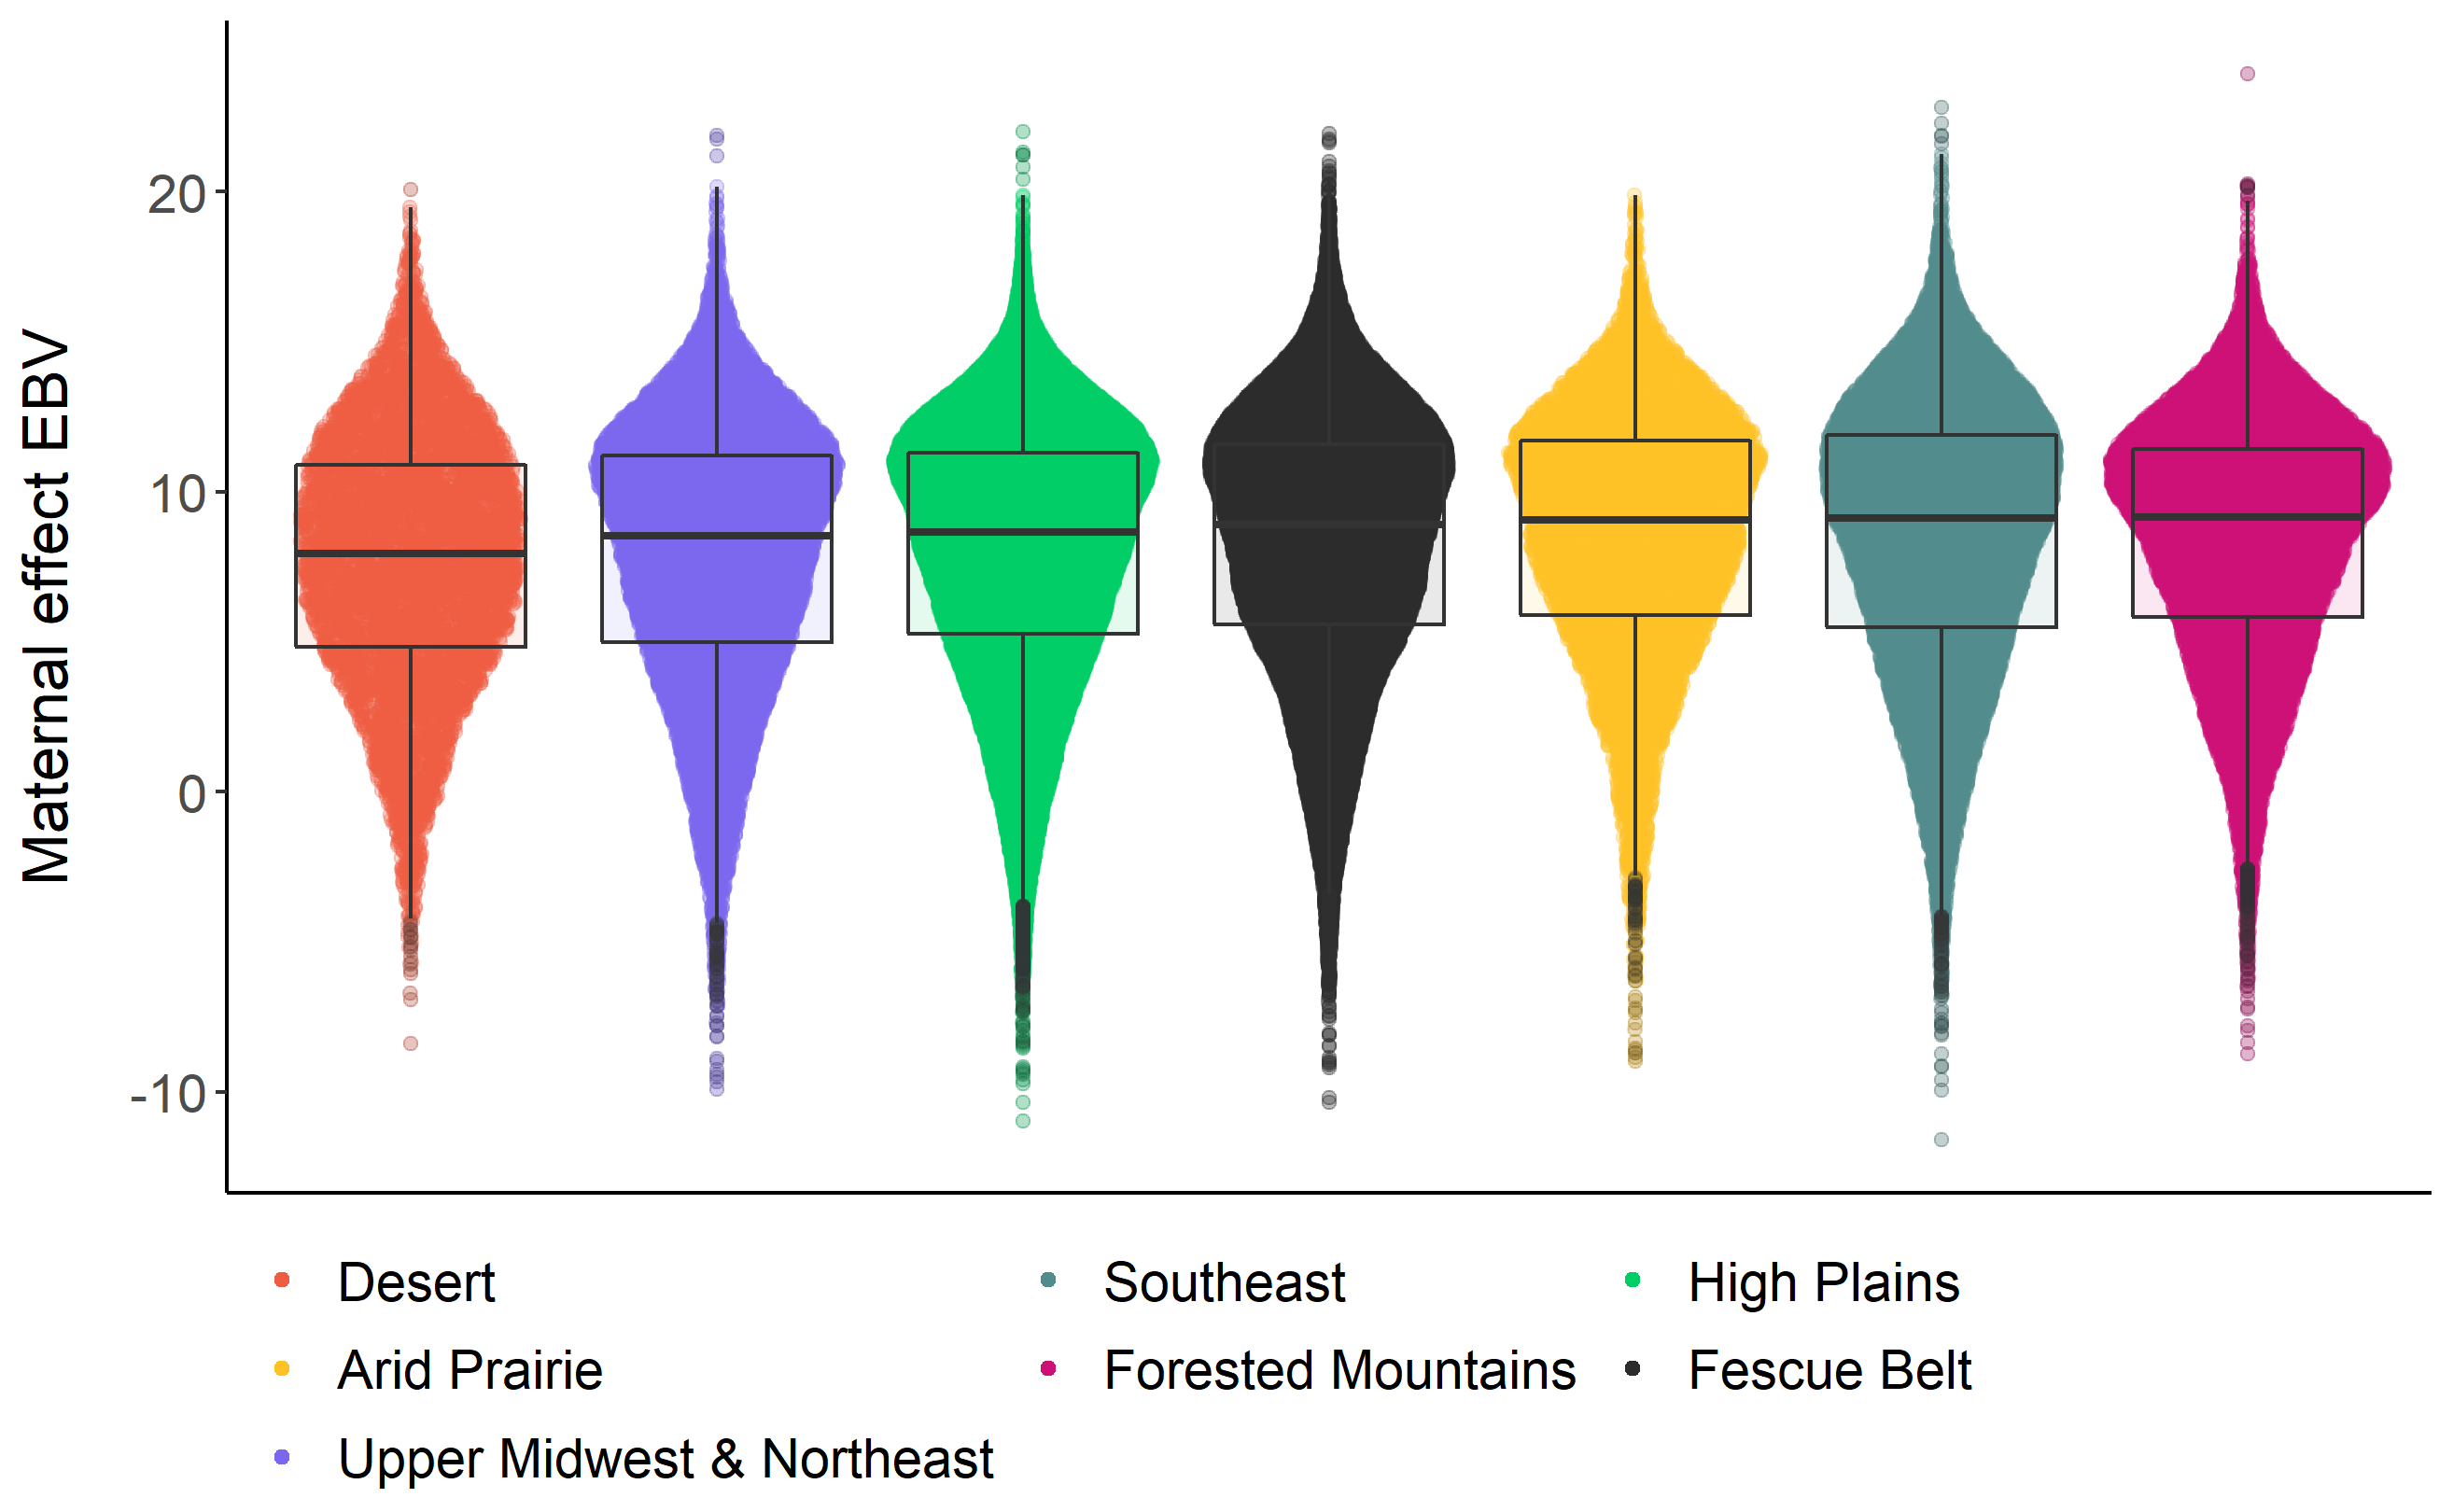 Maternal effect EBV
20
10
0
-10
Desert
Southeast
High Plains
Arid Prairie
Forested Mountains
Fescue Belt
Upper Midwest & Northeast